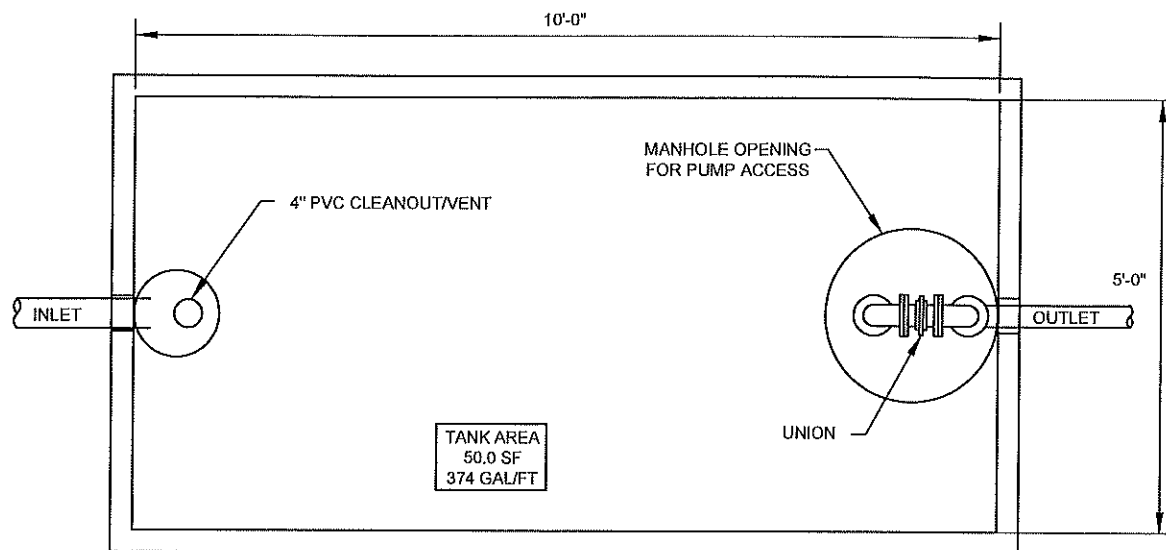 10'-0"
MANHOLE OPENING
FOR PUMP ACCESS
4" PVC CLEANOUT/VENT
5'-0"
INLET
OUTLET
UNION
TANK AREA
50.0 SF
374 GAL/FT